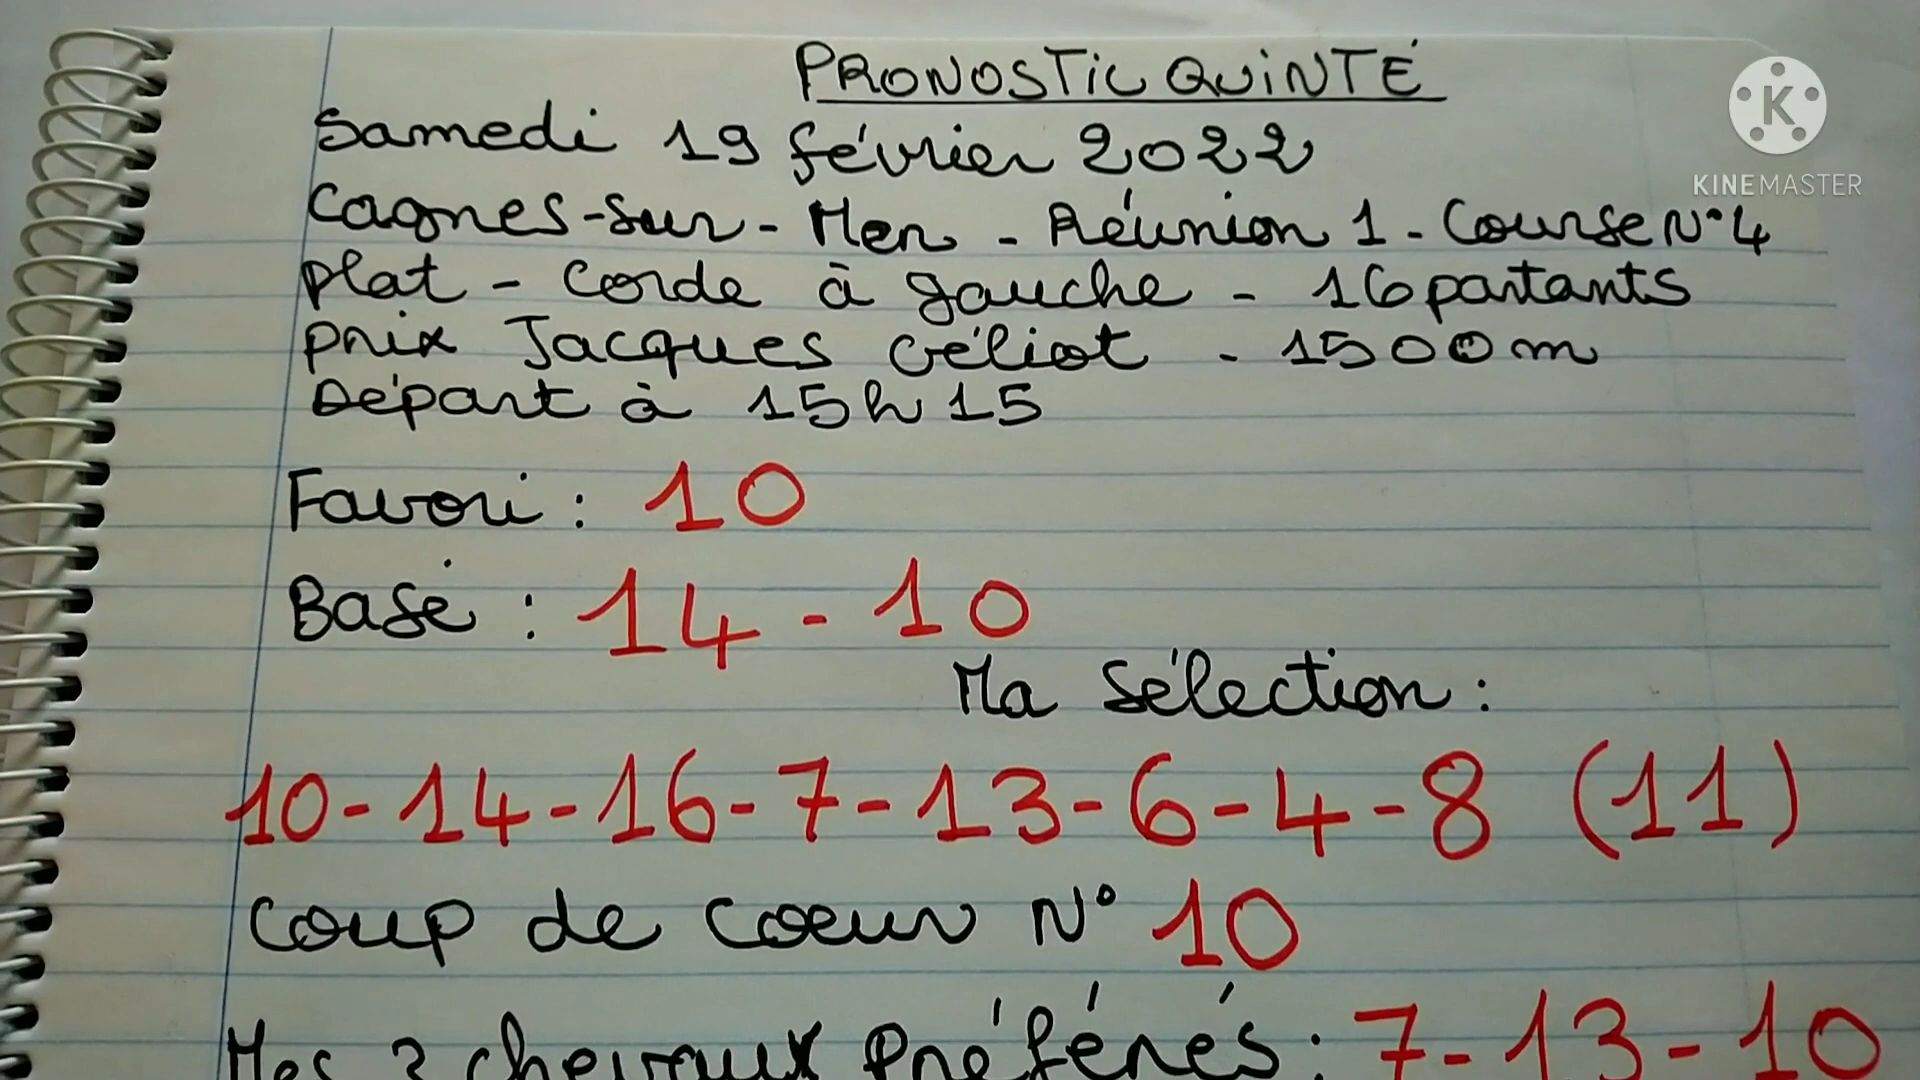 PRONOSTIC QUINTÉ
Samedi 19 février 2022
Cagnes-sur-Mer - Réunion 1 - Course N°4
plat - Corde à gauche - 16 partants
prix Jacques Géliot - 1500m
Départ à 15h15
Favori : 10
Base : 14 - 10
Ma Sélection :
10-14-16-7-13-6-4-8 (11)
Coup de coeur N° 10
Mes 3 chevaux préférés : 7-13-10
K
KINEMASTER